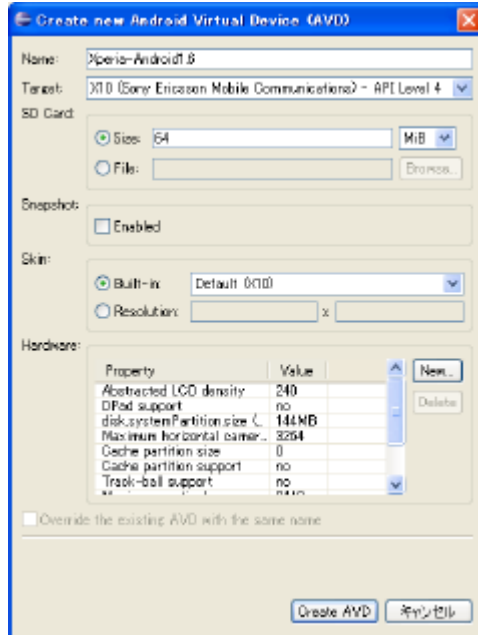 Create new Android Virtual Device (AVD)
Name: Xperia-Android1.6
Target: X10 (Sony Ericsson Mobile Communications) - API Level 4
SD Card:
Size: 64 MiB
File: Browse...
Snapshot:
Enabled
Skin:
Built-in: Default (X10)
Resolution: x
Hardware:
Property Value New...
Abstracted LCD density 240 Delete
DPad support no
disk.systemPartition.size (... 144MB
Maximum horizontal camer... 3264
Cache partition size 0
Cache partition support no
Track-ball support no
Override the existing AVD with the same name
Create AVD キャンセル